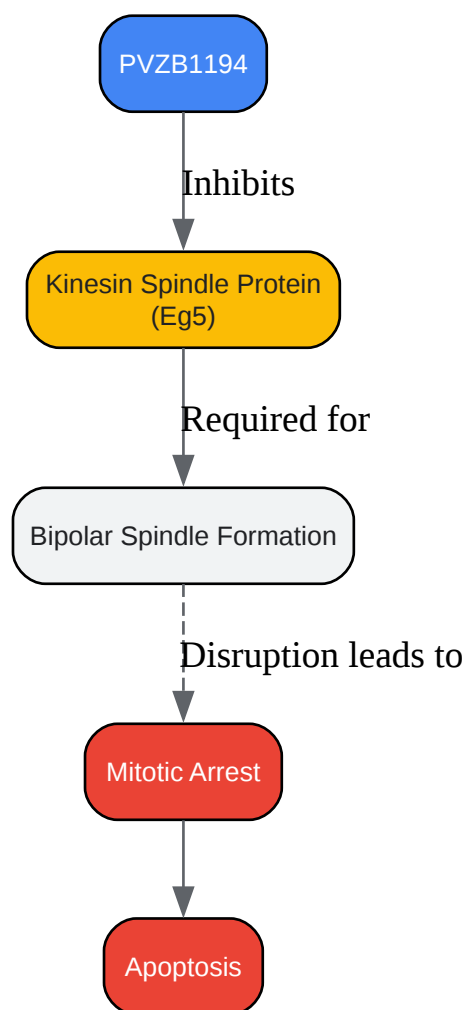 PVZB1194
Inhibits
Kinesin Spindle Protein
(Eg5)
Required for
Bipolar Spindle Formation
Disruption leads to
Mitotic Arrest
Apoptosis